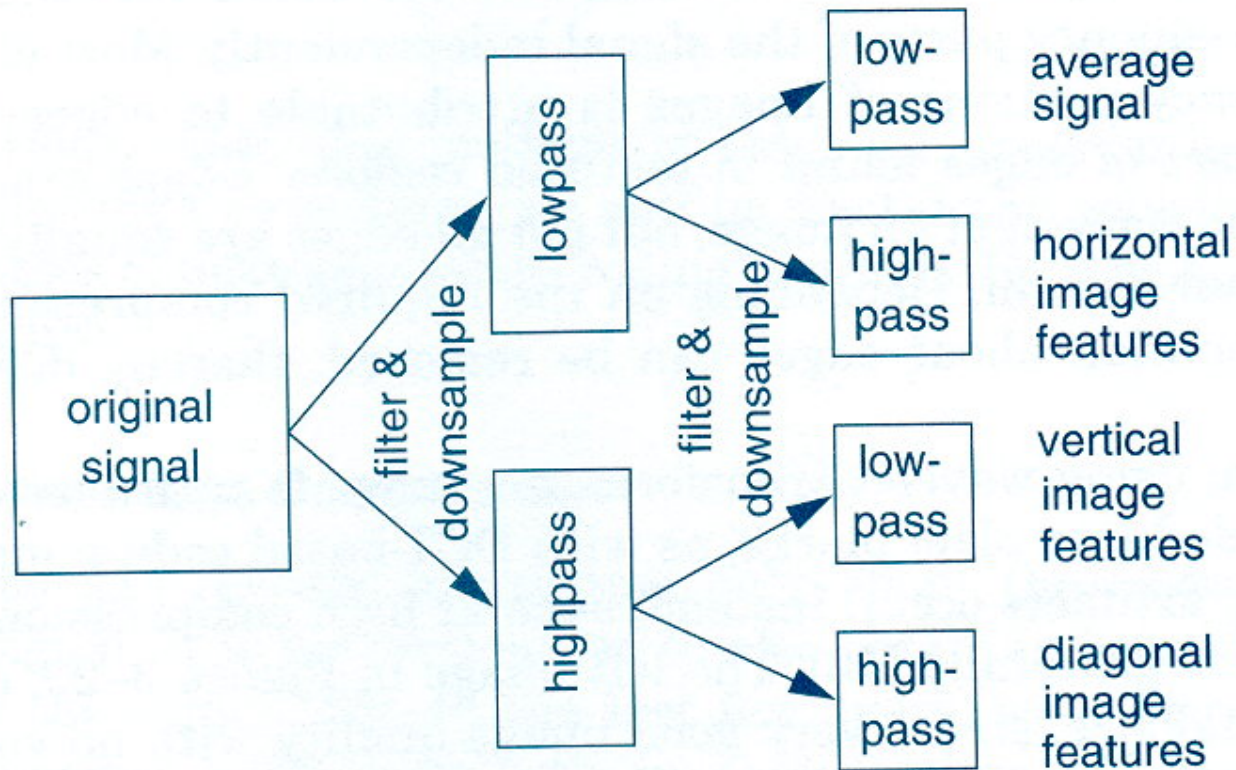 original
signal
filter &
downsample
lowpass
highpass
filter &
downsample
low-
pass
average
signal
high-
pass
horizontal
image
features
low-
pass
vertical
image
features
high-
pass
diagonal
image
features